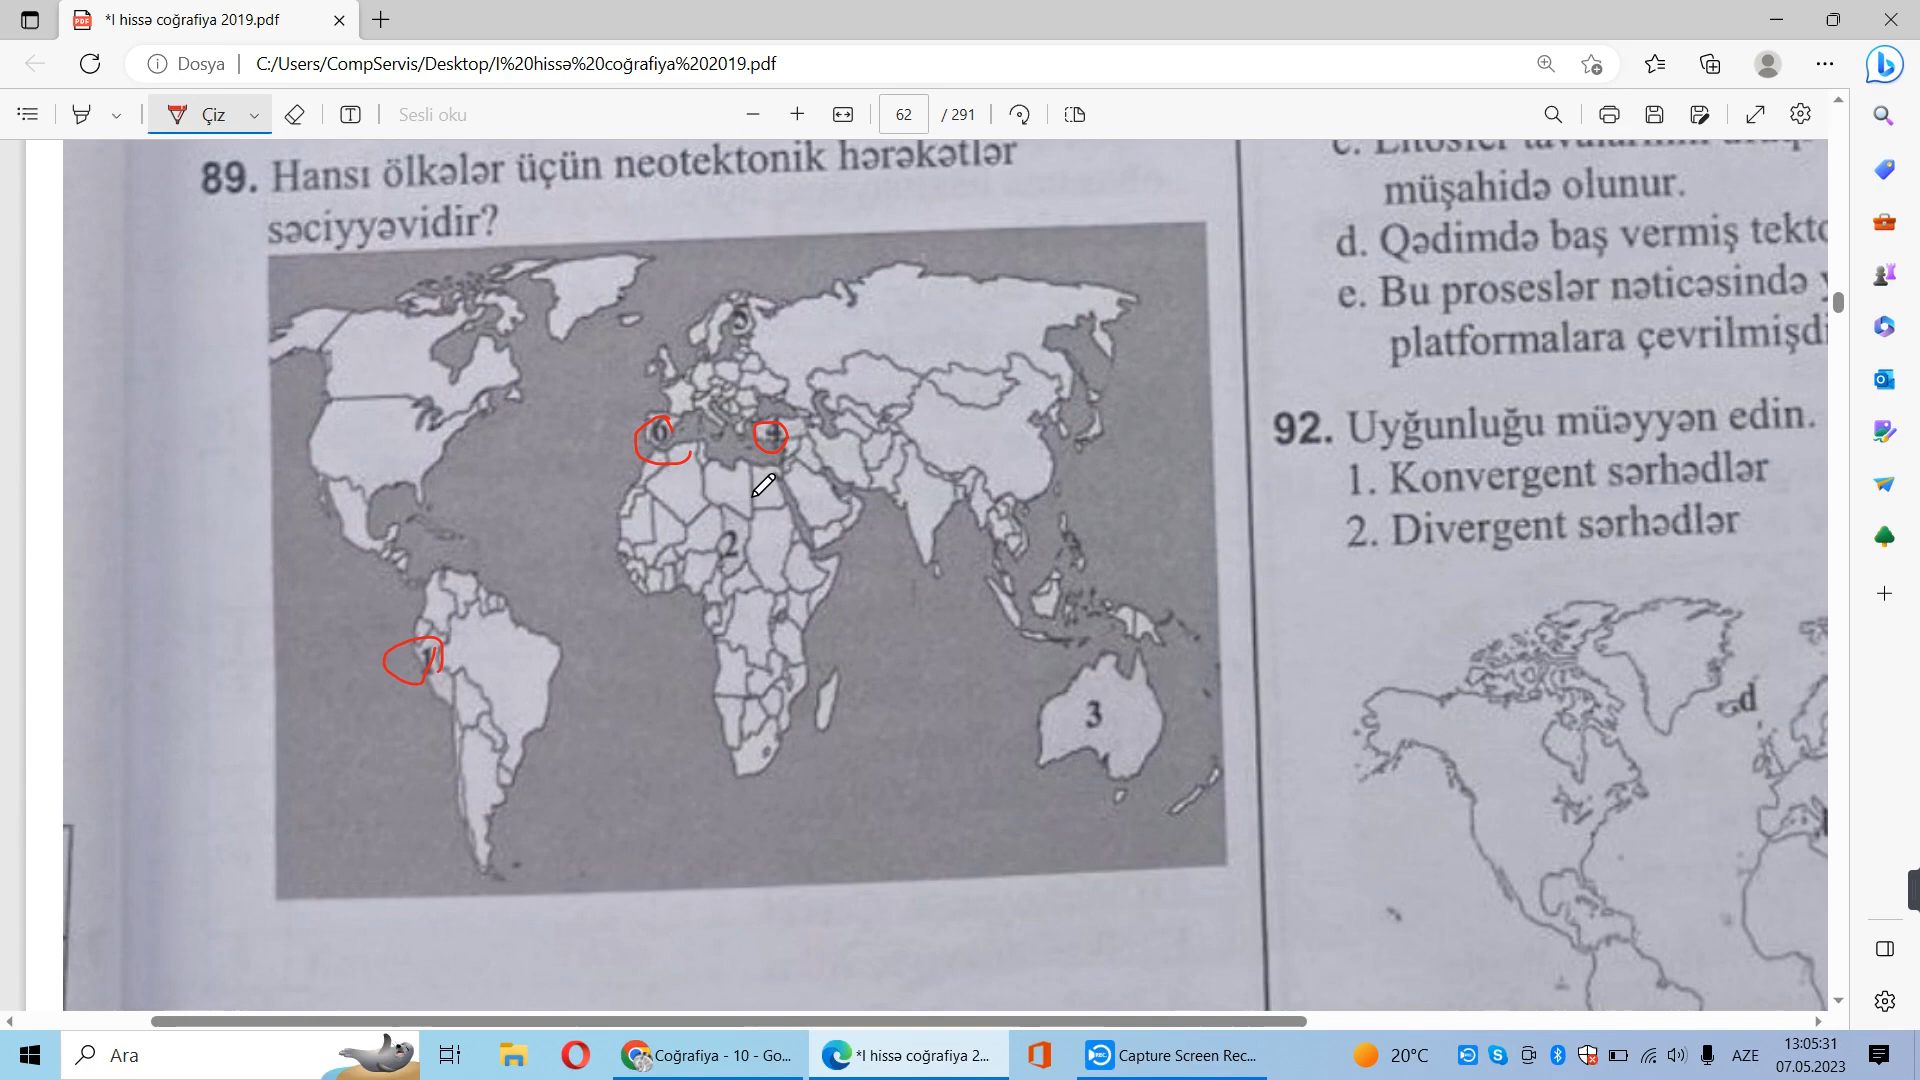 *I hissə coğrafiya 2019.pdf
Dosya
C:/Users/CompServis/Desktop/I%20hissə%20coğrafiya%202019.pdf
Çiz
Sesli oku
62
/ 291
89. Hansı ölkələr üçün neotektonik hərəkətlər
səciyyəvidir?
5
6
4
2
1
3
müşahidə olunur.
d. Qədimdə baş vermiş tekto
e. Bu proseslər nəticəsində
platformalara çevrilmişdi
92. Uyğunluğu müəyyən edin.
1. Konvergent sərhədlər
2. Divergent sərhədlər
d
Ara
Coğrafiya - 10 - Go...
*I hissə coğrafiya 2...
Capture Screen Rec...
20°C
AZE
13:05:31
07.05.2023